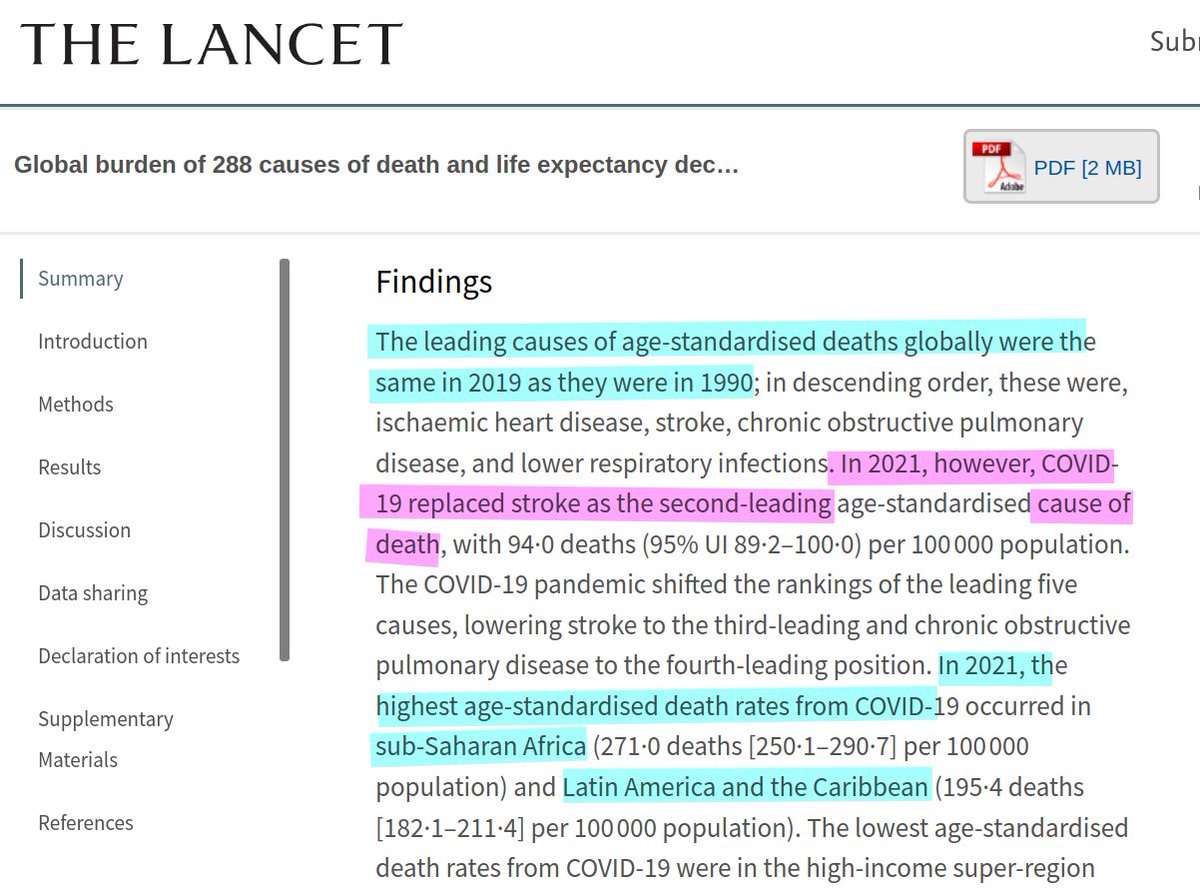 THE LANCET
Sub
Global burden of 288 causes of death and life expectancy dec…
PDF
Adobe
PDF [2 MB]
Summary
Introduction
Methods
Results
Discussion
Data sharing
Declaration of interests
Supplementary
Materials
References
Findings
The leading causes of age-standardised deaths globally were the
same in 2019 as they were in 1990; in descending order, these were,
ischaemic heart disease, stroke, chronic obstructive pulmonary
disease, and lower respiratory infections. In 2021, however, COVID-
19 replaced stroke as the second-leading age-standardised cause of
death, with 94·0 deaths (95% UI 89·2–100·0) per 100 000 population.
The COVID-19 pandemic shifted the rankings of the leading five
causes, lowering stroke to the third-leading and chronic obstructive
pulmonary disease to the fourth-leading position. In 2021, the
highest age-standardised death rates from COVID-19 occurred in
sub-Saharan Africa (271·0 deaths [250·1–290·7] per 100 000
population) and Latin America and the Caribbean (195·4 deaths
[182·1–211·4] per 100 000 population). The lowest age-standardised
death rates from COVID-19 were in the high-income super-region